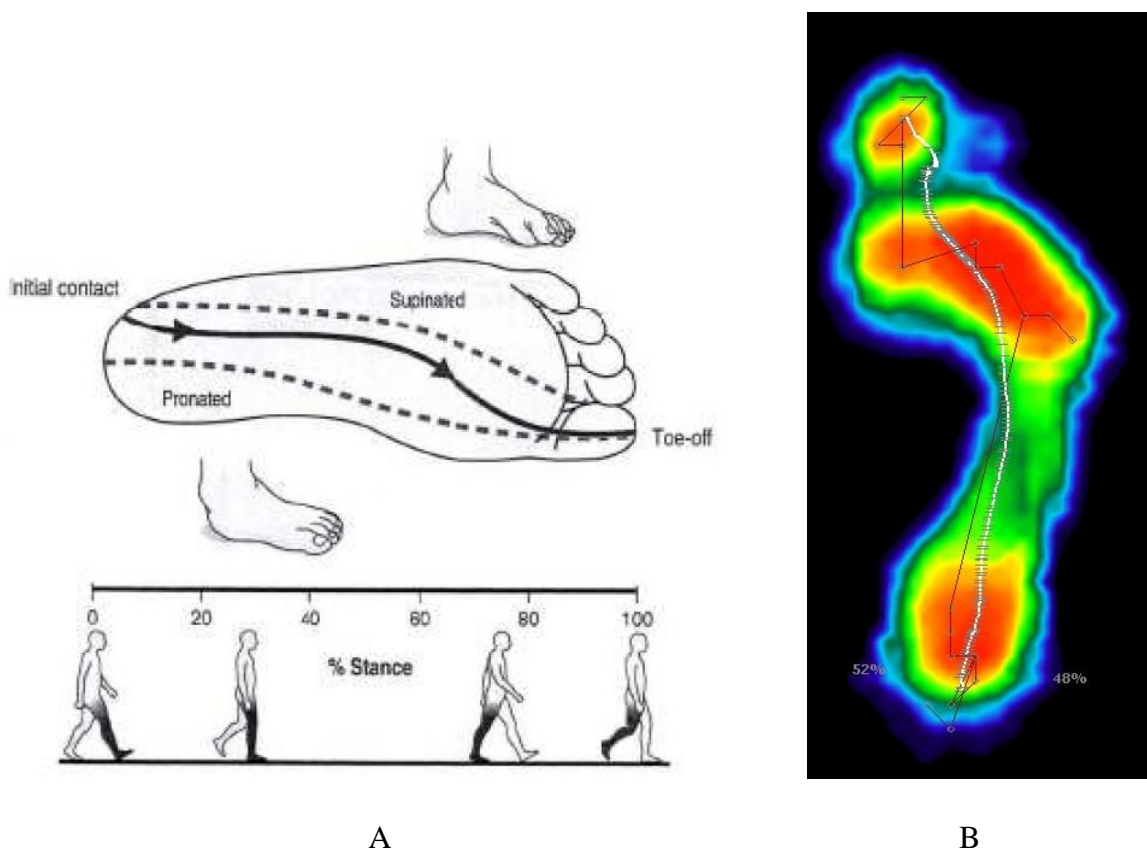 Initial contact
Supinated
Pronated
Toe-off
0 20 40 60 80 100
% Stance
52%
48%
A B